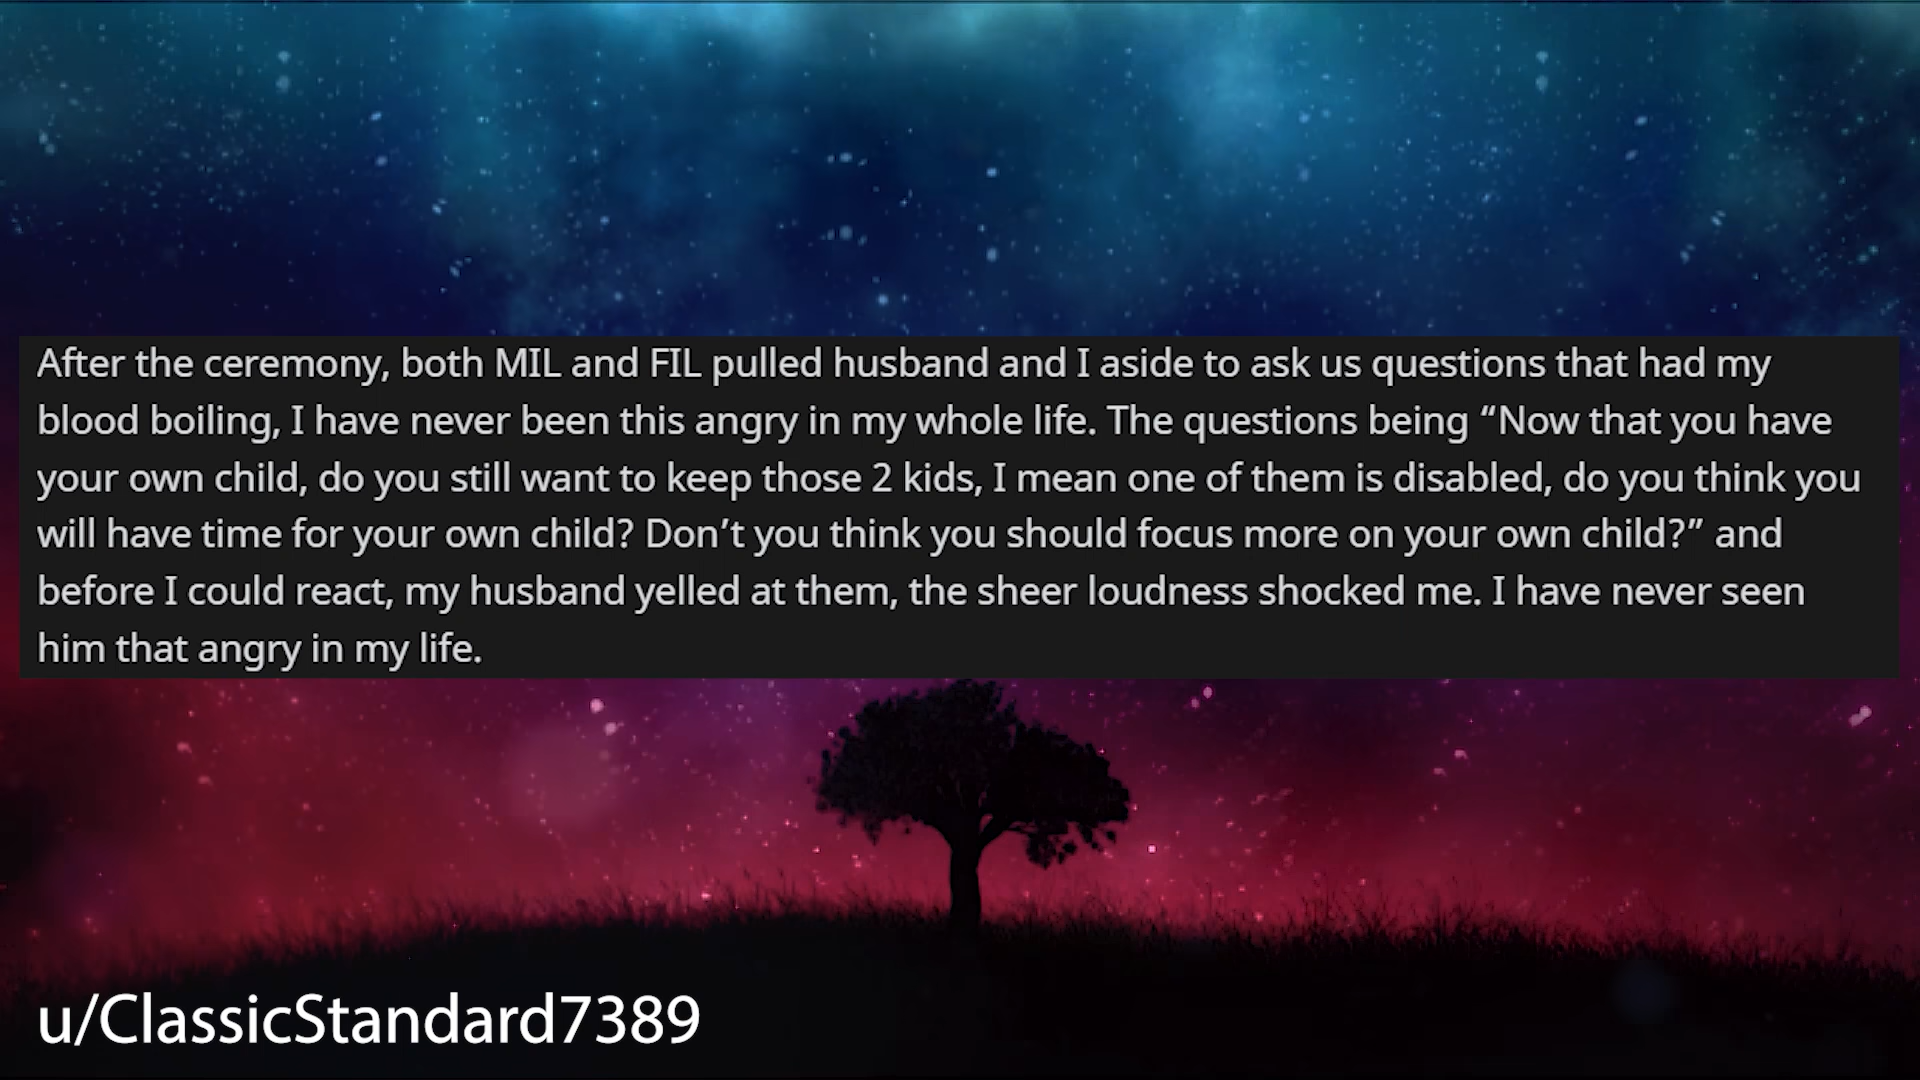 After the ceremony, both MIL and FIL pulled husband and I aside to ask us questions that had my
blood boiling, I have never been this angry in my whole life. The questions being “Now that you have
your own child, do you still want to keep those 2 kids, I mean one of them is disabled, do you think you
will have time for your own child? Don’t you think you should focus more on your own child?” and
before I could react, my husband yelled at them, the sheer loudness shocked me. I have never seen
him that angry in my life.
u/ClassicStandard7389